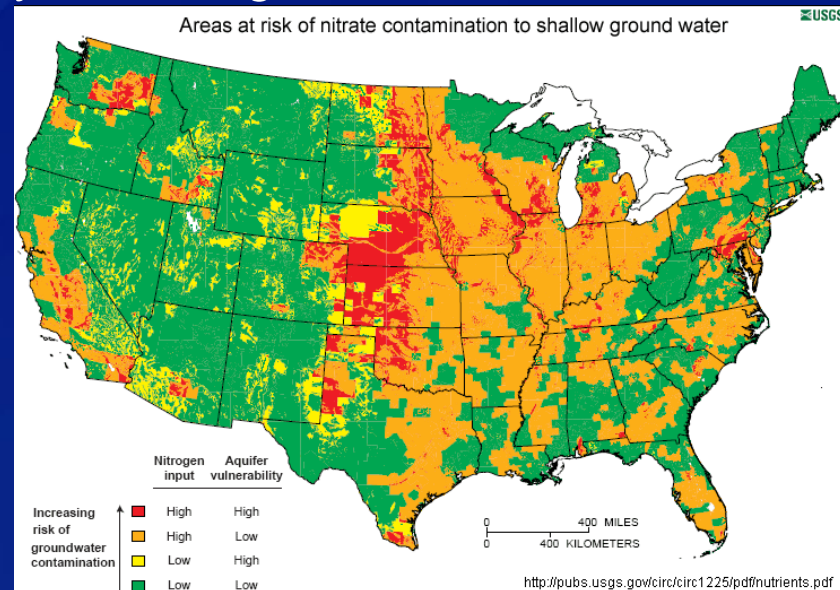 Areas at risk of nitrate contamination to shallow ground water
USGS
Nitrogen input
Aquifer vulnerability
Increasing risk of groundwater contamination
High High
High Low
Low High
Low Low
0 400 MILES
0 400 KILOMETERS
http://pubs.usgs.gov/circ/circ1225/pdf/nutrients.pdf